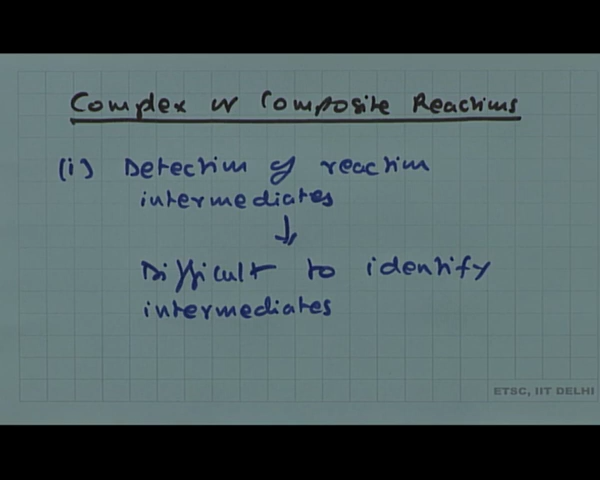 Complex or Composite Reactions
(i) Detection of reaction
intermediates
↓
Difficult to identify
intermediates
ETSC, IIT DELHI